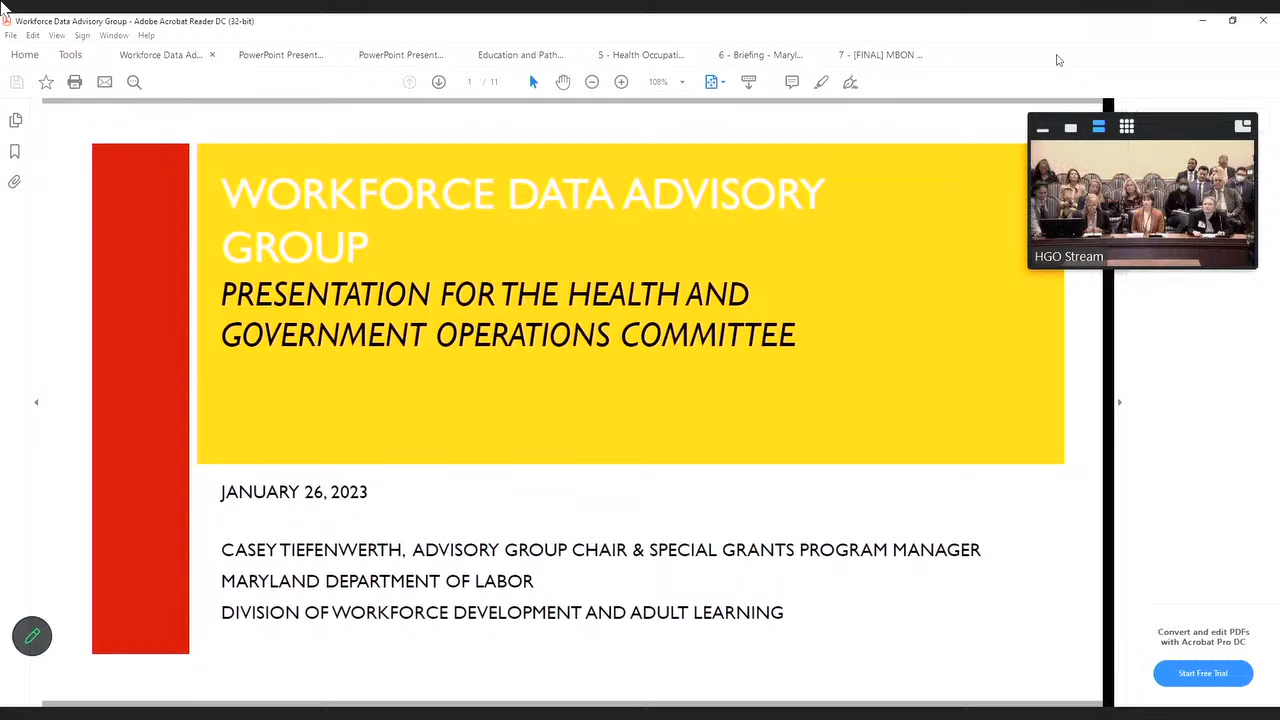 Workforce Data Advisory Group - Adobe Acrobat Reader DC (32-bit)
File Edit View Sign Window Help
Home Tools Workforce Data Ad... × PowerPoint Present... PowerPoint Present... Education and Path... 5 - Health Occupati... 6 - Briefing - Maryl... 7 - [FINAL] MBON ...
1 / 11 108%
WORKFORCE DATA ADVISORY
GROUP
PRESENTATION FOR THE HEALTH AND
GOVERNMENT OPERATIONS COMMITTEE
HGO Stream
JANUARY 26, 2023
CASEY TIEFENWERTH, ADVISORY GROUP CHAIR & SPECIAL GRANTS PROGRAM MANAGER
MARYLAND DEPARTMENT OF LABOR
DIVISION OF WORKFORCE DEVELOPMENT AND ADULT LEARNING
Convert and edit PDFs
with Acrobat Pro DC
Start Free Trial